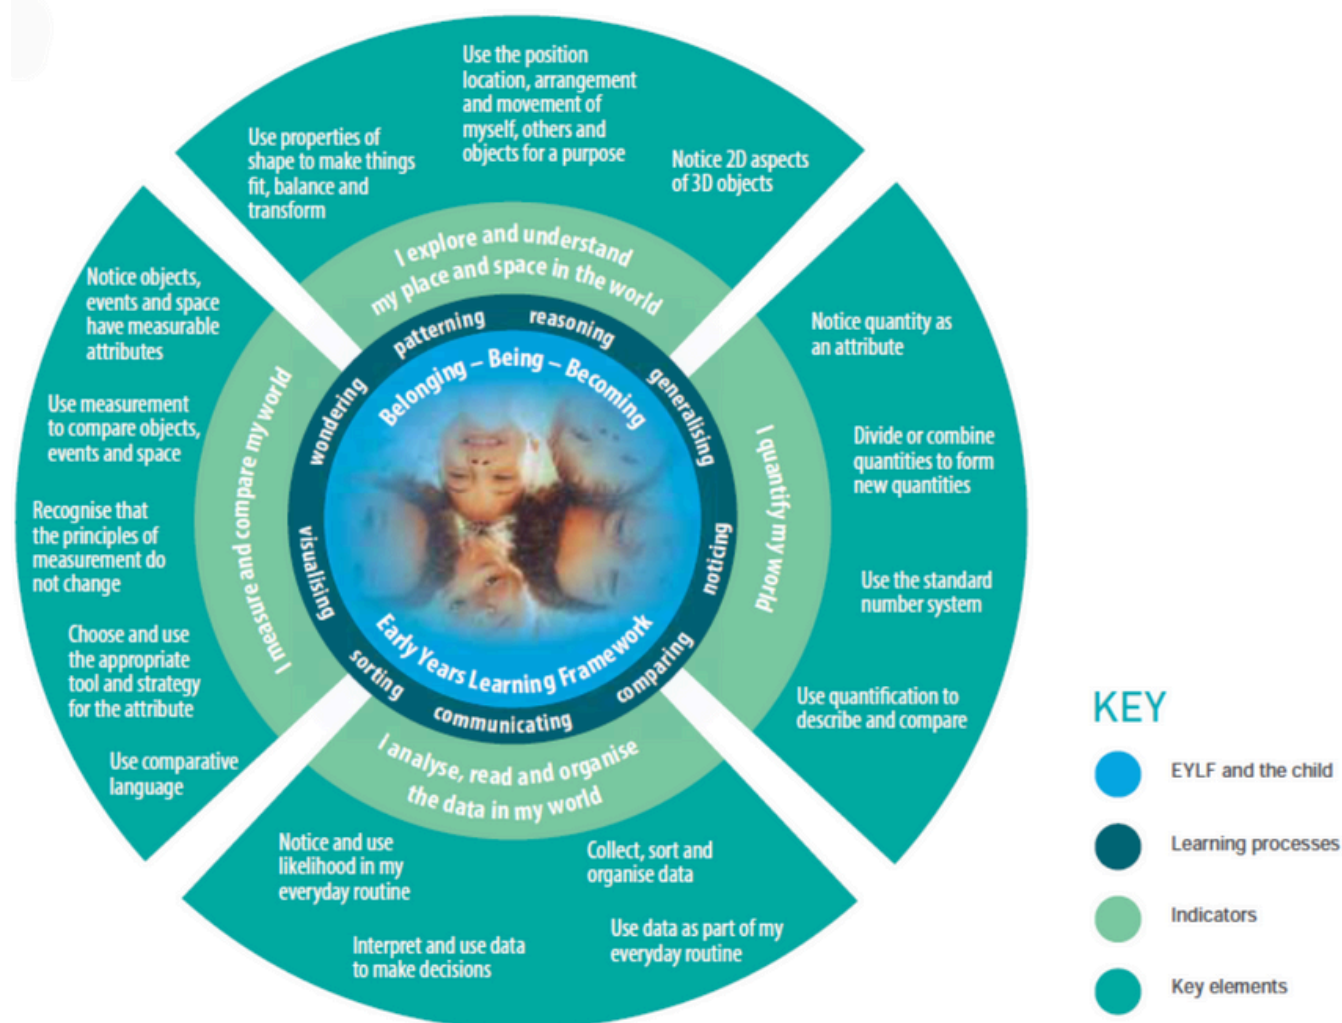 Use the position
location, arrangement
and movement of
myself, others and
objects for a purpose
Use properties of
shape to make things
fit, balance and
transform
Notice 2D aspects
of 3D objects
I explore and understand
my place and space in the world
Notice objects,
events and space
have measurable
attributes
Use measurement
to compare objects,
events and space
Recognise that
the principles of
measurement do
not change
Choose and use
the appropriate
tool and strategy
for the attribute
Use comparative
language
I measure and compare my world
Notice quantity as
an attribute
Divide or combine
quantities to form
new quantities
Use the standard
number system
Use quantification to
describe and compare
I quantify my world
patterning
reasoning
generalising
noticing
comparing
communicating
sorting
visualising
wondering
Belonging – Being – Becoming
Early Years Learning Framework
I analyse, read and organise
the data in my world
Notice and use
likelihood in my
everyday routine
Collect, sort and
organise data
Interpret and use data
to make decisions
Use data as part of my
everyday routine
KEY
EYLF and the child
Learning processes
Indicators
Key elements